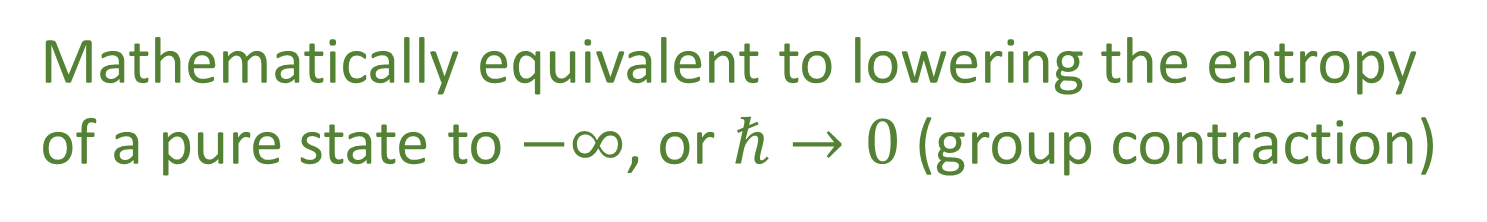 Mathematically equivalent to lowering the entropy
of a pure state to −∞, or ℏ → 0 (group contraction)